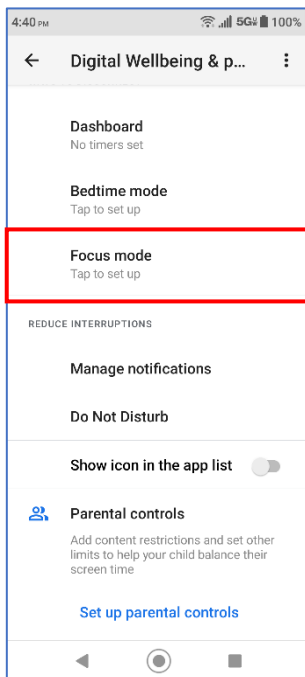 4:40 PM 5G 100%
Digital Wellbeing & p...
Dashboard
No timers set
Bedtime mode
Tap to set up
Focus mode
Tap to set up
REDUCE INTERRUPTIONS
Manage notifications
Do Not Disturb
Show icon in the app list
Parental controls
Add content restrictions and set other
limits to help your child balance their
screen time
Set up parental controls